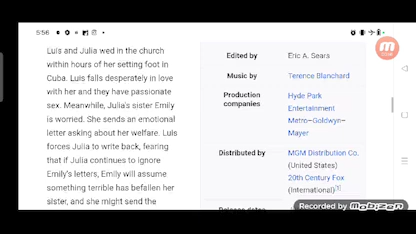 5:56
Luis and Julia wed in the church
within hours of her setting foot in
Cuba. Luis falls desperately in love
with her and they have passionate
sex. Meanwhile, Julia's sister Emily
is worried. She sends an emotional
letter asking about her welfare. Luis
forces Julia to write back, fearing
that if Julia continues to ignore
Emily's letters, Emily will assume
something terrible has befallen her
sister, and she might send the
Edited by Eric A. Sears
Music by Terence Blanchard
Production companies Hyde Park
Entertainment
Metro-Goldwyn-
Mayer
Distributed by MGM Distribution Co.
(United States)
20th Century Fox
(International)[1]
Release dates
Recorded by Mobizen